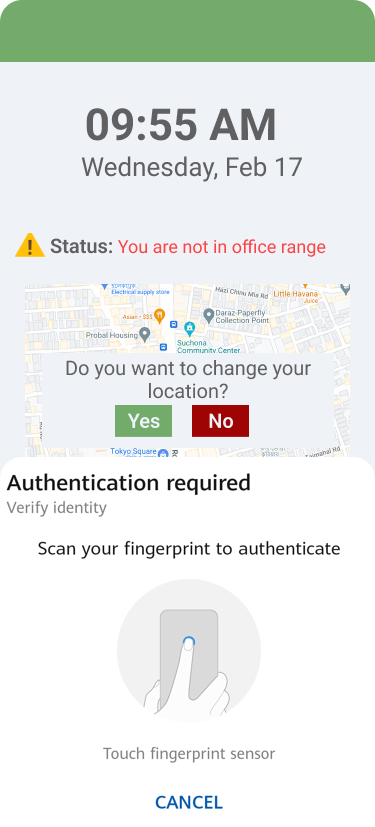 09:55 AM
Wednesday, Feb 17
Status: You are not in office range
Electrical supply store
Hazi Chinu Mia Rd
Little Havana
Juice
Asian • $$$
Daraz-Paperfly
Collection Point
Probal Housing
Suchona
Community Center
Do you want to change your
location?
Yes
No
Tokyo Square
Authentication required
Verify identity
Scan your fingerprint to authenticate
Touch fingerprint sensor
CANCEL